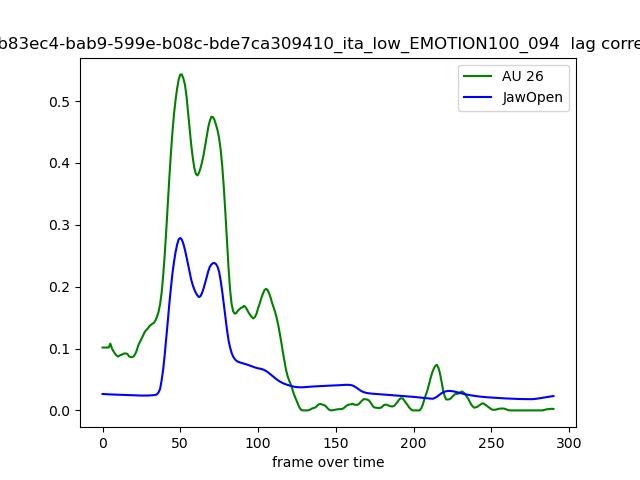 b83ec4-bab9-599e-b08c-bde7ca309410_ita_low_EMOTION100_094 lag corre
AU 26
JawOpen
0.5
0.4
0.3
0.2
0.1
0.0
0 50 100 150 200 250 300
frame over time